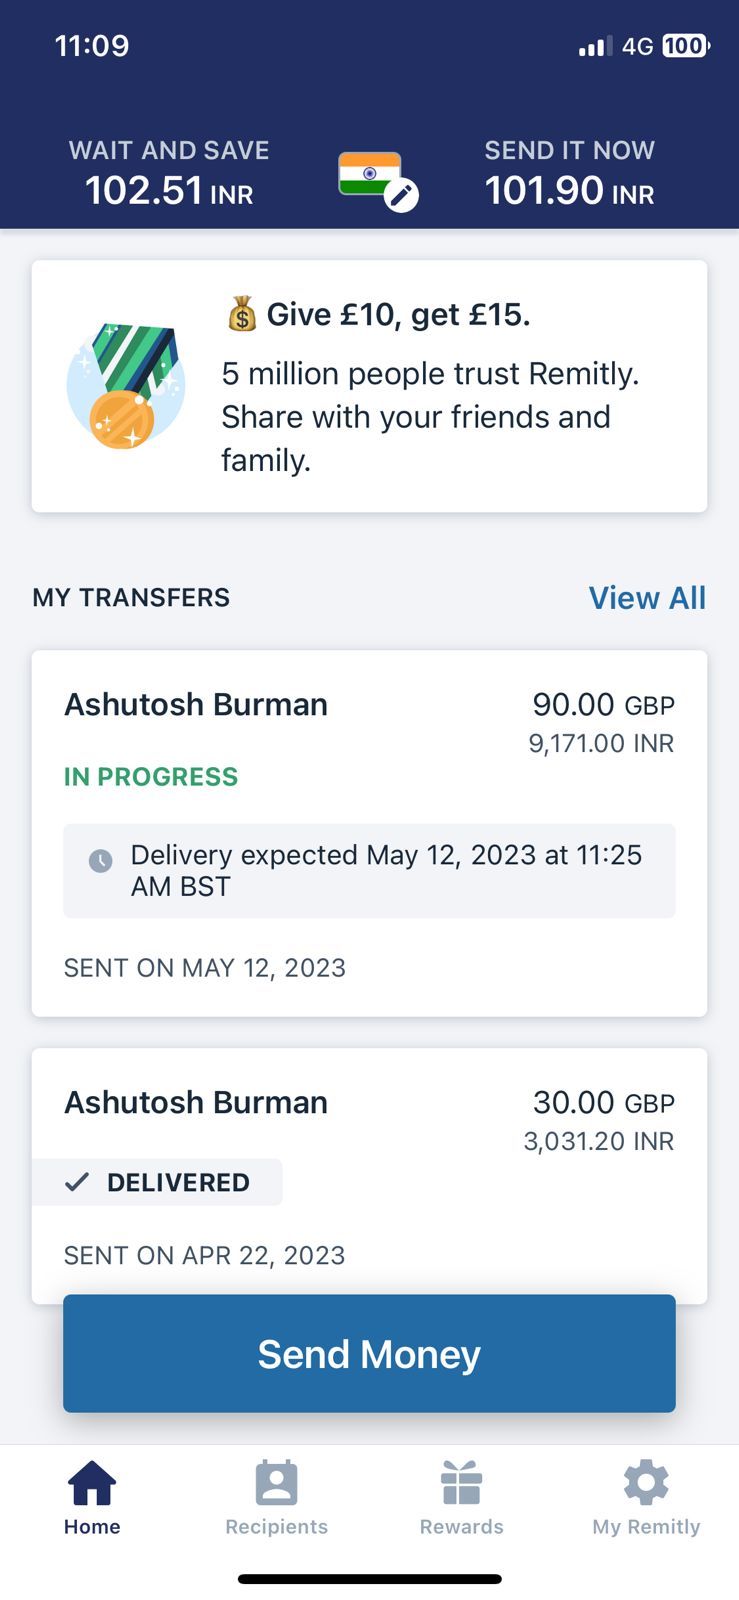 11:09
4G 100
WAIT AND SAVE
102.51 INR
SEND IT NOW
101.90 INR
Give £10, get £15.
5 million people trust Remitly.
Share with your friends and
family.
MY TRANSFERS
View All
Ashutosh Burman
90.00 GBP
9,171.00 INR
IN PROGRESS
Delivery expected May 12, 2023 at 11:25
AM BST
SENT ON MAY 12, 2023
Ashutosh Burman
30.00 GBP
3,031.20 INR
DELIVERED
SENT ON APR 22, 2023
Send Money
Home
Recipients
Rewards
My Remitly